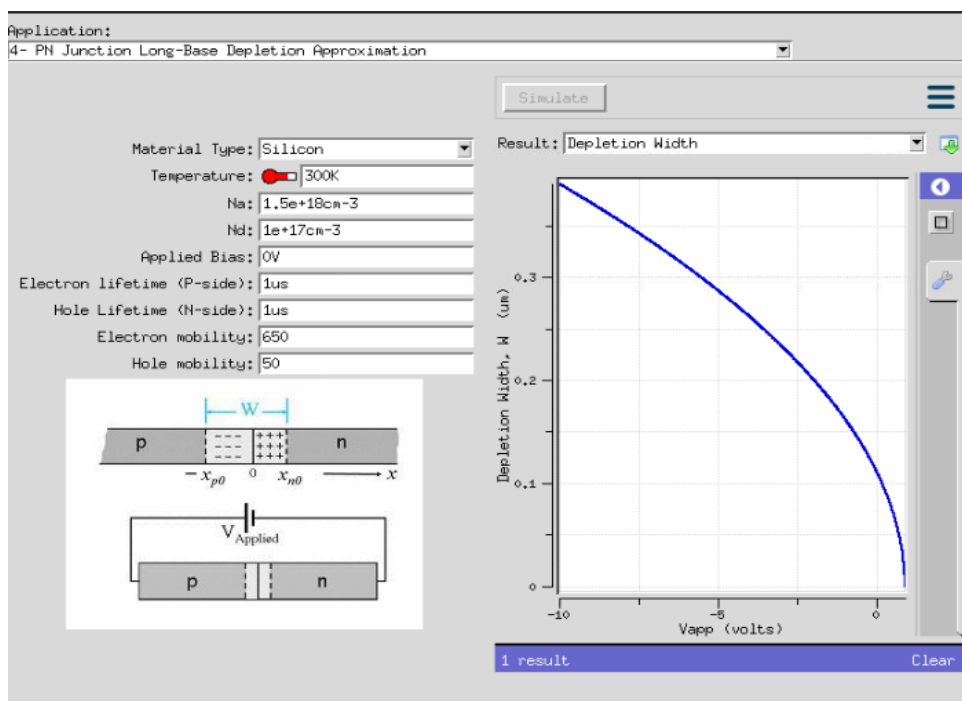 Application:
4- PN Junction Long-Base Depletion Approximation
Simulate
Result: Depletion Width
Material Type: Silicon
Temperature: 300K
Na: 1.5e+18cm-3
Nd: 1e+17cm-3
Applied Bias: 0V
Electron lifetime (P-side): 1us
Hole Lifetime (N-side): 1us
Electron mobility: 650
Hole mobility: 50
W
p
- - -
+++
n
- - -
+++
- - -
+++
− xp0 0 xn0 x
VApplied
p n
Depletion Width, W (um)
0.3
0.2
0.1
0
-10 -5 0
Vapp (volts)
1 result Clear